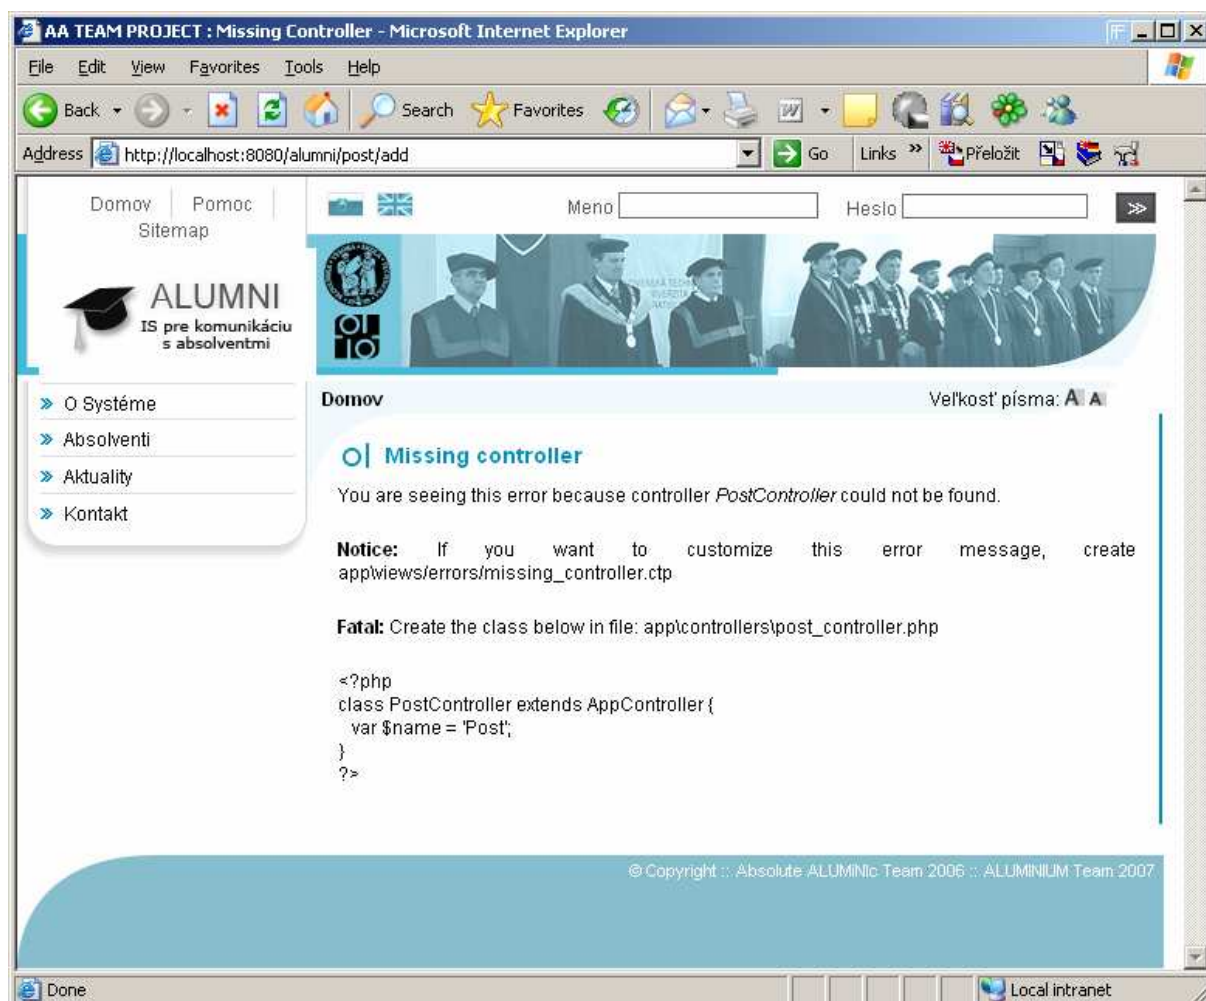 AA TEAM PROJECT : Missing Controller - Microsoft Internet Explorer
File Edit View Favorites Tools Help
Back Search Favorites
Address http://localhost:8080/alumni/post/add Go Links » Přeložit
Domov Pomoc
Sitemap
Meno Heslo >>
ALUMNI
IS pre komunikáciu
s absolventmi
» O Systéme
» Absolventi
» Aktuality
» Kontakt
Domov Veľkosť písma: A A
Missing controller
You are seeing this error because controller PostController could not be found.
Notice: If you want to customize this error message, create
app\views/errors/missing_controller.ctp
Fatal: Create the class below in file: app\controllers\post_controller.php
<?php
class PostController extends AppController {
var $name = 'Post';
}
?>
© Copyright :: Absolute ALUMiNIc Team 2006 :: ALUMINIUM Team 2007
Done Local intranet